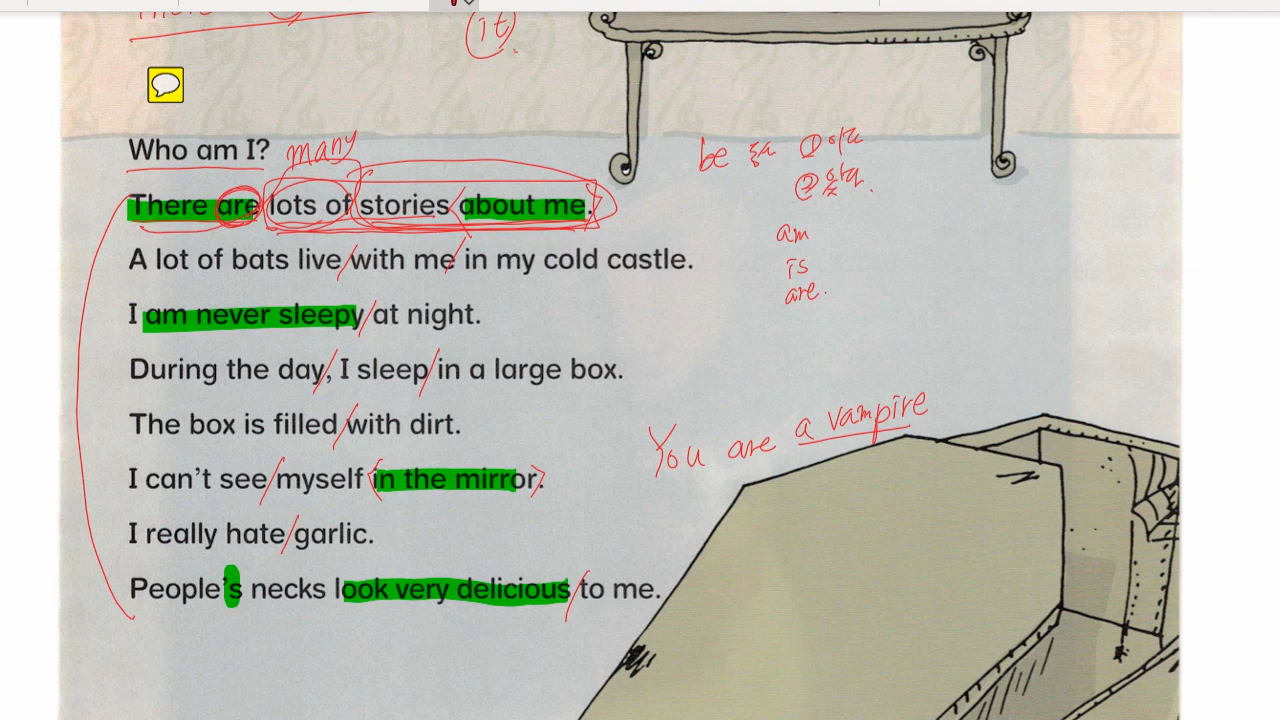 (it)
Who am I?
many
There are lots of stories about me.
A lot of bats live with me in my cold castle.
I am never sleepy at night.
During the day, I sleep in a large box.
The box is filled with dirt.
I can't see myself in the mirror.
I really hate garlic.
People's necks look very delicious to me.
be
①
②
am
is
are.
You are a vampire